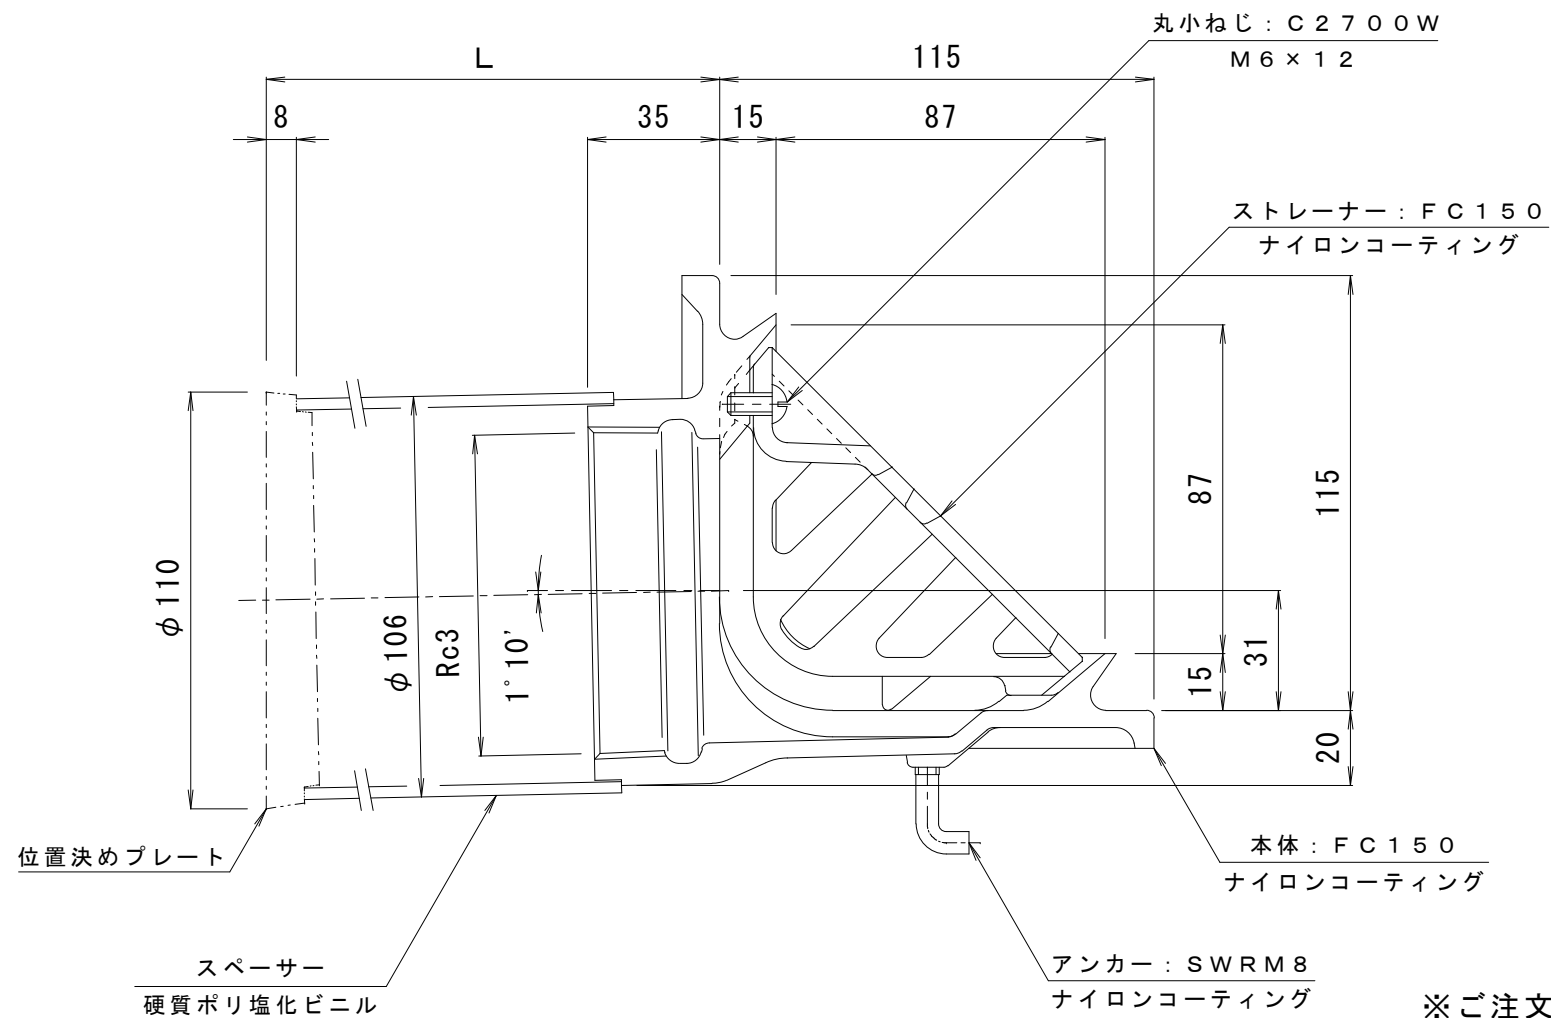 丸小ねじ：Ｃ２７００Ｗ
Ｍ６×１２
L
115
8
35
15
87
ストレーナー：ＦＣ１５０
ナイロンコーティング
87
115
φ110
φ106
Rc3
1°10'
31
15
20
位置決めプレート
本体：ＦＣ１５０
ナイロンコーティング
スペーサー
硬質ポリ塩化ビニル
アンカー：ＳＷＲＭ８
ナイロンコーティング
※ご注文